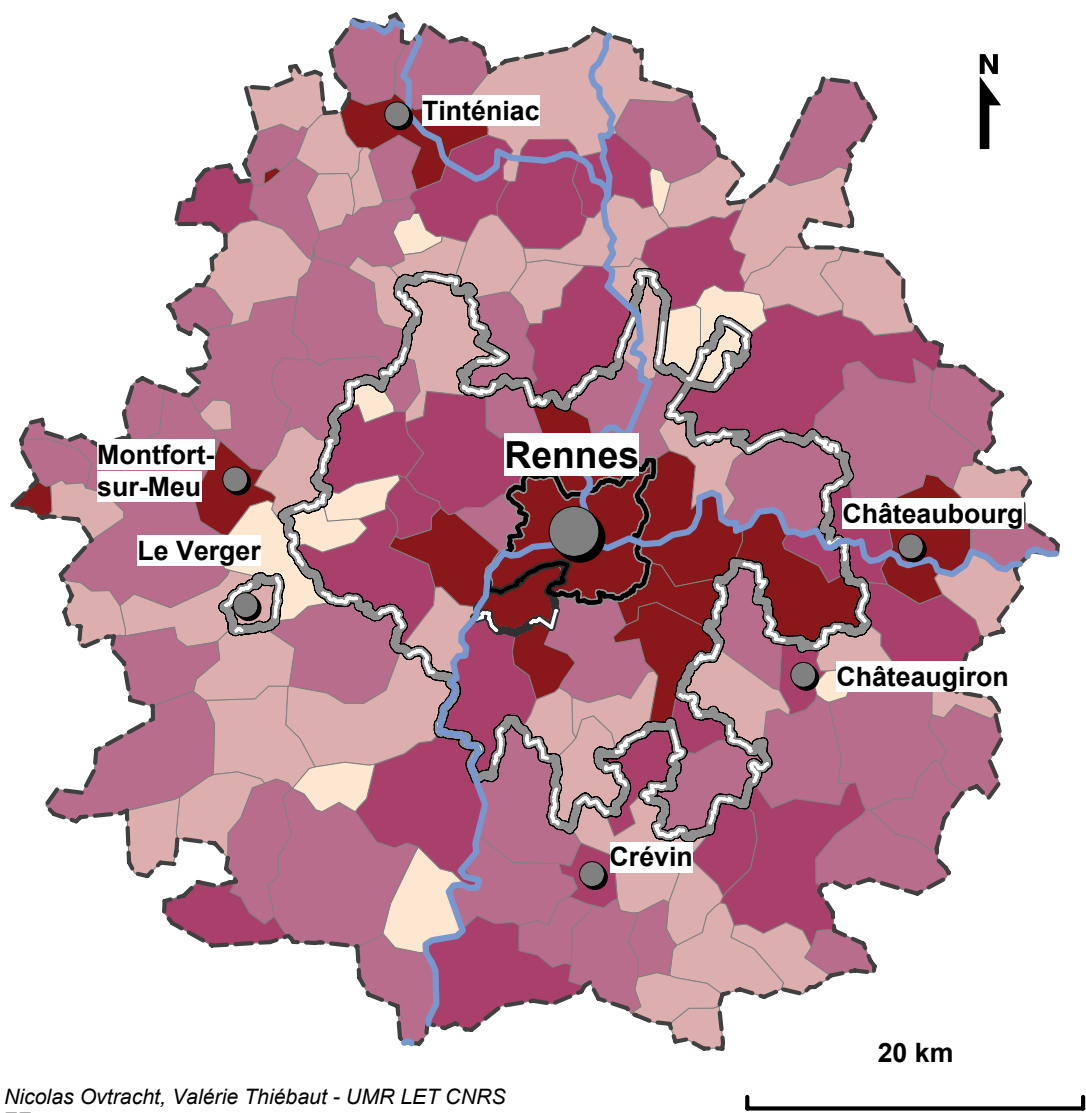 N
Tinténiac
Rennes
Montfort-
sur-Meu
Châteaubourg
Le Verger
Châteaugiron
Crévin
20 km
Nicolas Ovtracht, Valérie Thiébaut - UMR LET CNRS